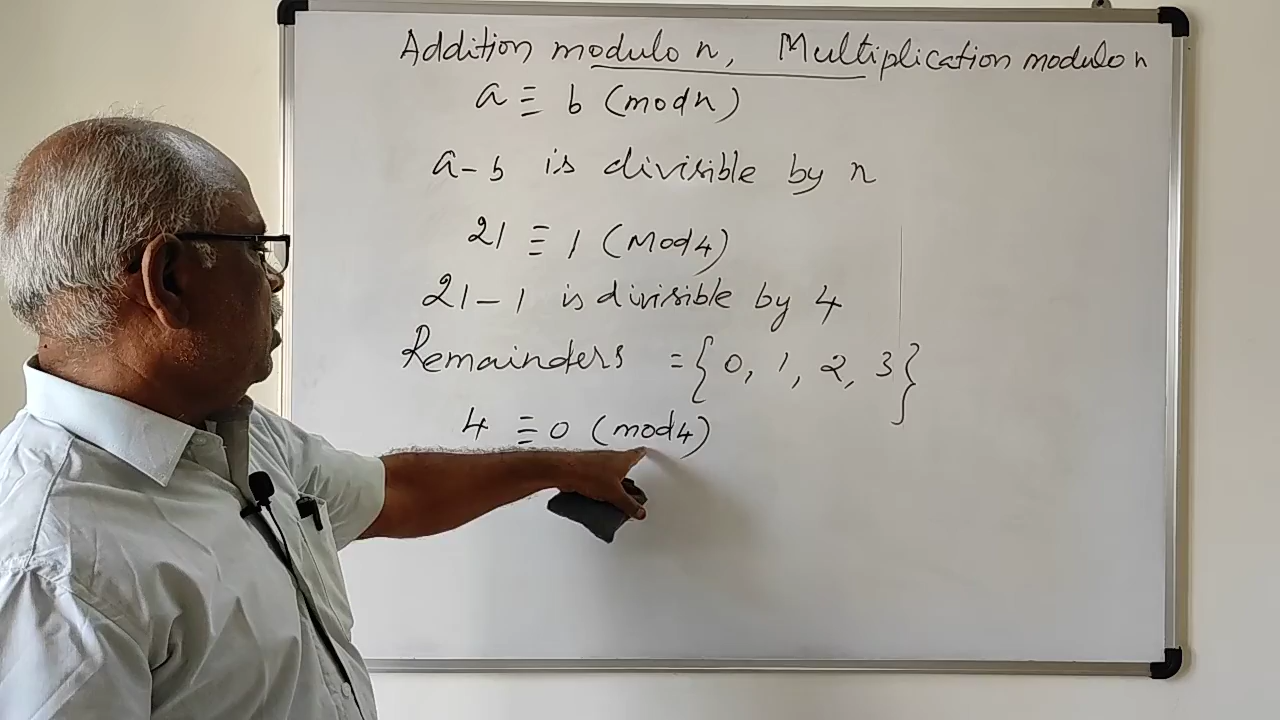 Addition modulo n, Multiplication modulo n
a ≡ b (mod n)
a - b is divisible by n
21 ≡ 1 (Mod 4)
21 - 1 is divisible by 4
Remainders = {0, 1, 2, 3}
4 ≡ 0 (mod 4)